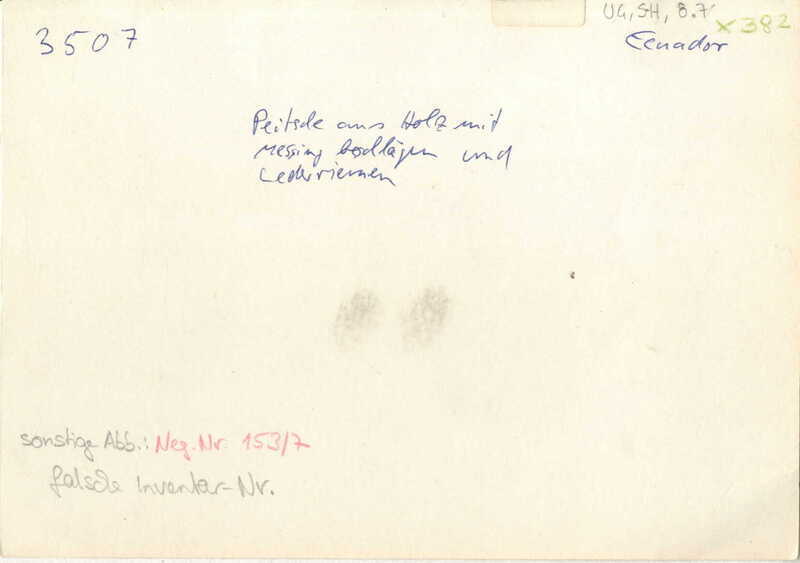 UG, SH, 8.7
x 382
3507
Ecuador
Peitsche aus Holz mit
Messing beschlägen und
Lederriemen
sonstige Abb.: Neg.Nr. 153/7
falsche Inventar-Nr.